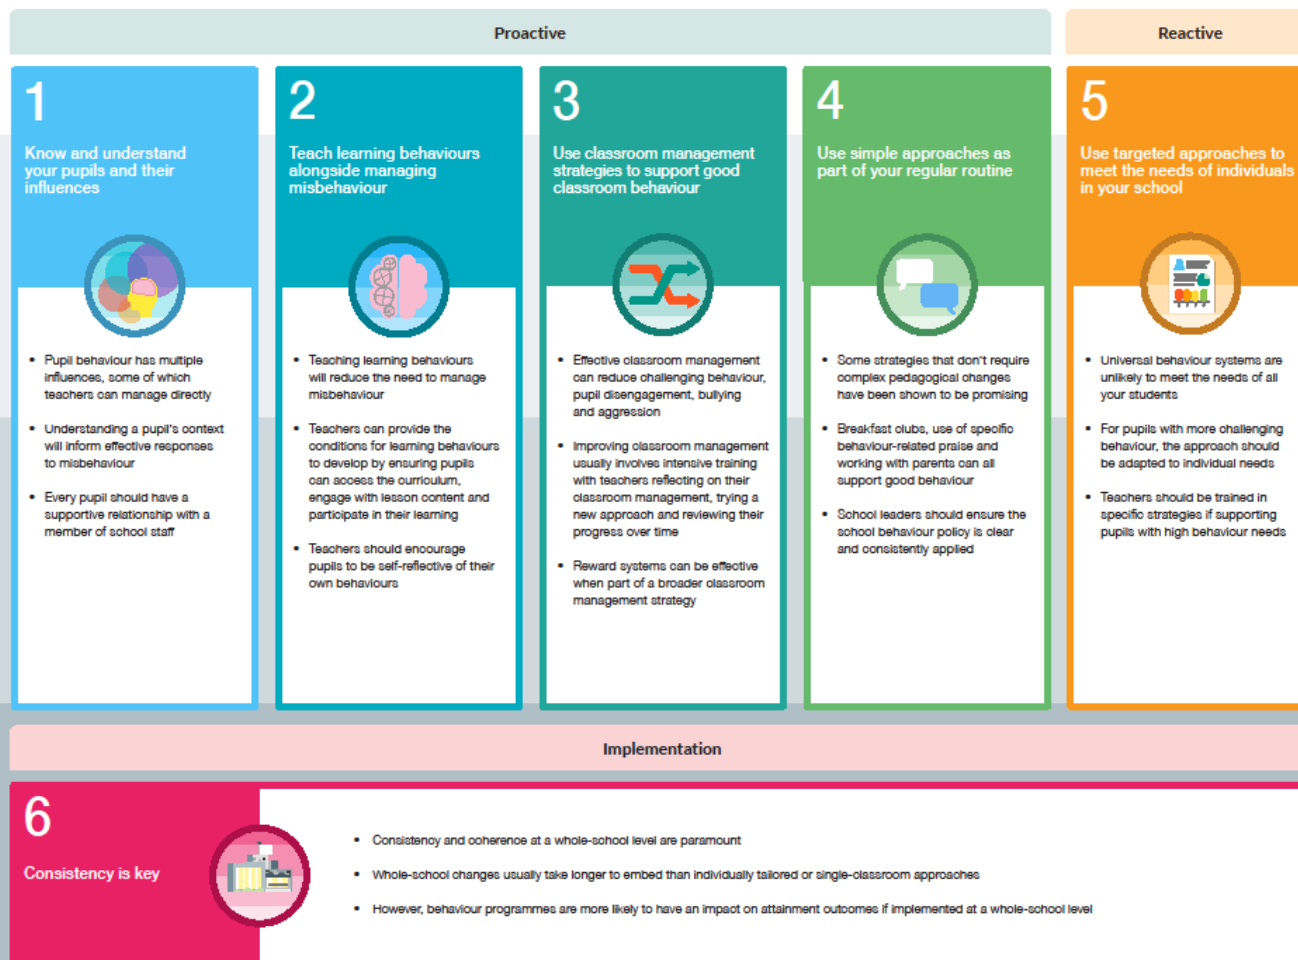 Proactive
Reactive
1
Know and understand
your pupils and their
influences
• Pupil behaviour has multiple
influences, some of which
teachers can manage directly
• Understanding a pupil's context
will inform effective responses
to misbehaviour
• Every pupil should have a
supportive relationship with a
member of school staff
2
Teach learning behaviours
alongside managing
misbehaviour
• Teaching learning behaviours
will reduce the need to manage
misbehaviour
• Teachers can provide the
conditions for learning behaviours
to develop by ensuring pupils
can access the curriculum,
engage with lesson content and
participate in their learning
• Teachers should encourage
pupils to be self-reflective of their
own behaviours
3
Use classroom management
strategies to support good
classroom behaviour
• Effective classroom management
can reduce challenging behaviour,
pupil disengagement, bullying
and aggression
• Improving classroom management
usually involves intensive training
with teachers reflecting on their
classroom management, trying a
new approach and reviewing their
progress over time
• Reward systems can be effective
when part of a broader classroom
management strategy
4
Use simple approaches as
part of your regular routine
• Some strategies that don't require
complex pedagogical changes
have been shown to be promising
• Breakfast clubs, use of specific
behaviour-related praise and
working with parents can all
support good behaviour
• School leaders should ensure the
school behaviour policy is clear
and consistently applied
5
Use targeted approaches to
meet the needs of individuals
in your school
• Universal behaviour systems are
unlikely to meet the needs of all
your students
• For pupils with more challenging
behaviour, the approach should
be adapted to individual needs
• Teachers should be trained in
specific strategies if supporting
pupils with high behaviour needs
Implementation
6
Consistency is key
• Consistency and coherence at a whole-school level are paramount
• Whole-school changes usually take longer to embed than individually tailored or single-classroom approaches
• However, behaviour programmes are more likely to have an impact on attainment outcomes if implemented at a whole-school level